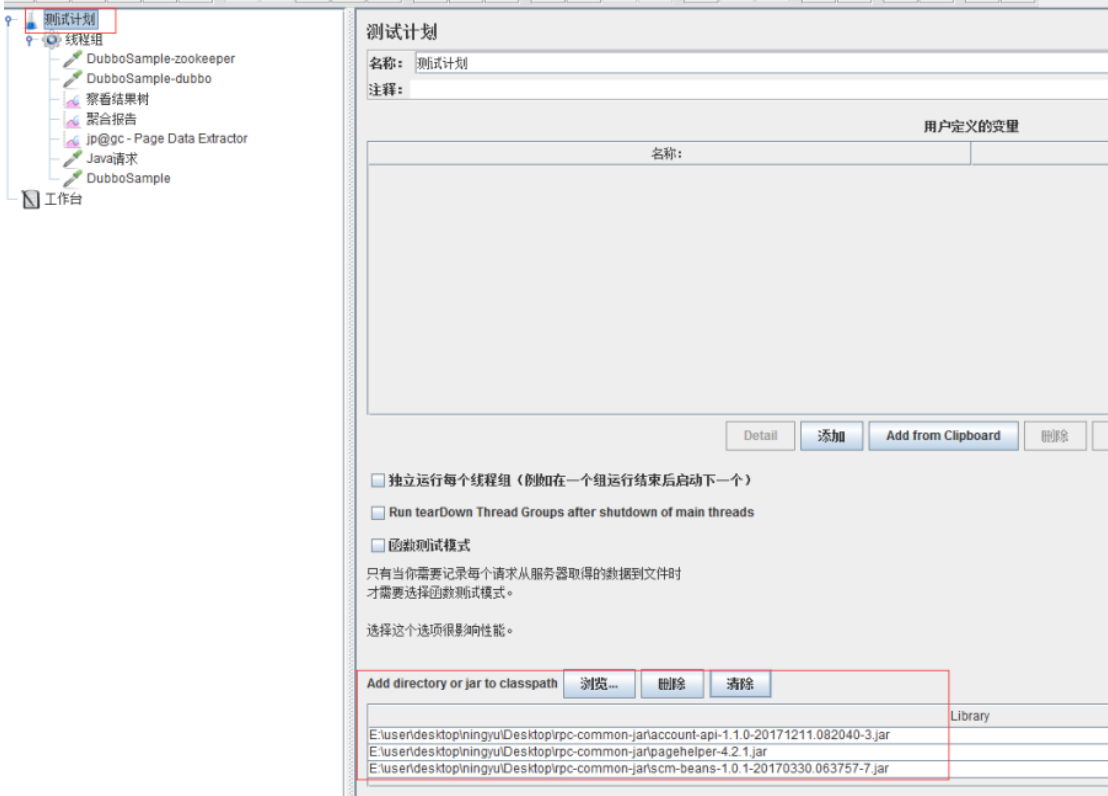 测试计划
线程组
DubboSample-zookeeper
DubboSample-dubbo
察看结果树
聚合报告
jp@gc - Page Data Extractor
Java请求
DubboSample
工作台
测试计划
名称： 测试计划
注释：
用户定义的变量
名称：
Detail 添加 Add from Clipboard 删除
独立运行每个线程组（例如在一个组运行结束后启动下一个）
Run tearDown Thread Groups after shutdown of main threads
函数测试模式
只有当你需要记录每个请求从服务器取得的数据到文件时
才需要选择函数测试模式。
选择这个选项很影响性能。
Add directory or jar to classpath 浏览... 删除 清除
Library
E:\user\desktop\ningyu\Desktop\rpc-common-jar\account-api-1.1.0-20171211.082040-3.jar
E:\user\desktop\ningyu\Desktop\rpc-common-jar\pagehelper-4.2.1.jar
E:\user\desktop\ningyu\Desktop\rpc-common-jar\scm-beans-1.0.1-20170330.063757-7.jar